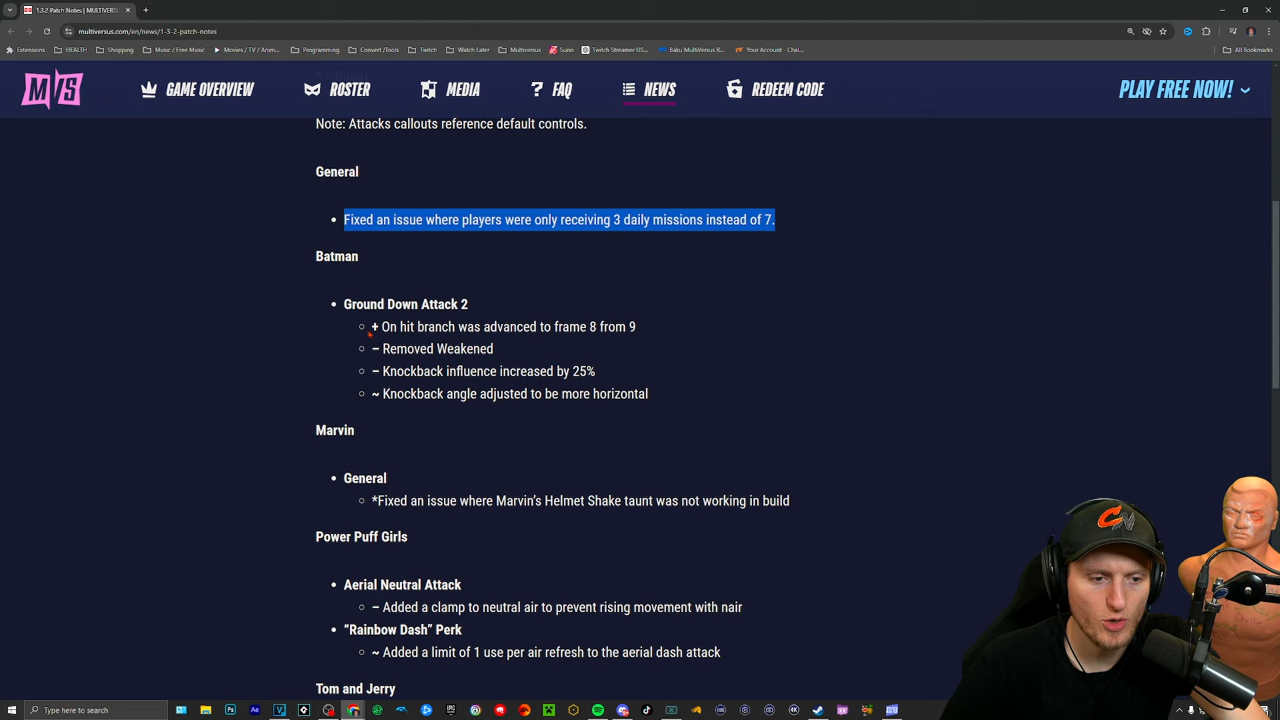 1.3.2 Patch Notes | MULTIVERSUS
multiversus.com/en/news/1-3-2-patch-notes
Extensions HEALTH Shopping Music / Free Music Movies / TV / Anim... Programming Convert /Tools Twitch Watch Later Multiversus Suno Twitch Streamer US... Baku MultiVersus R... Your Account - Chai... All Bookmarks
MVS GAME OVERVIEW ROSTER MEDIA ? FAQ NEWS REDEEM CODE PLAY FREE NOW!
Note: Attacks callouts reference default controls.
General
• Fixed an issue where players were only receiving 3 daily missions instead of 7.
Batman
• Ground Down Attack 2
+ On hit branch was advanced to frame 8 from 9
– Removed Weakened
– Knockback influence increased by 25%
~ Knockback angle adjusted to be more horizontal
Marvin
• General
*Fixed an issue where Marvin’s Helmet Shake taunt was not working in build
Power Puff Girls
• Aerial Neutral Attack
– Added a clamp to neutral air to prevent rising movement with nair
• “Rainbow Dash” Perk
~ Added a limit of 1 use per air refresh to the aerial dash attack
Tom and Jerry
Type here to search